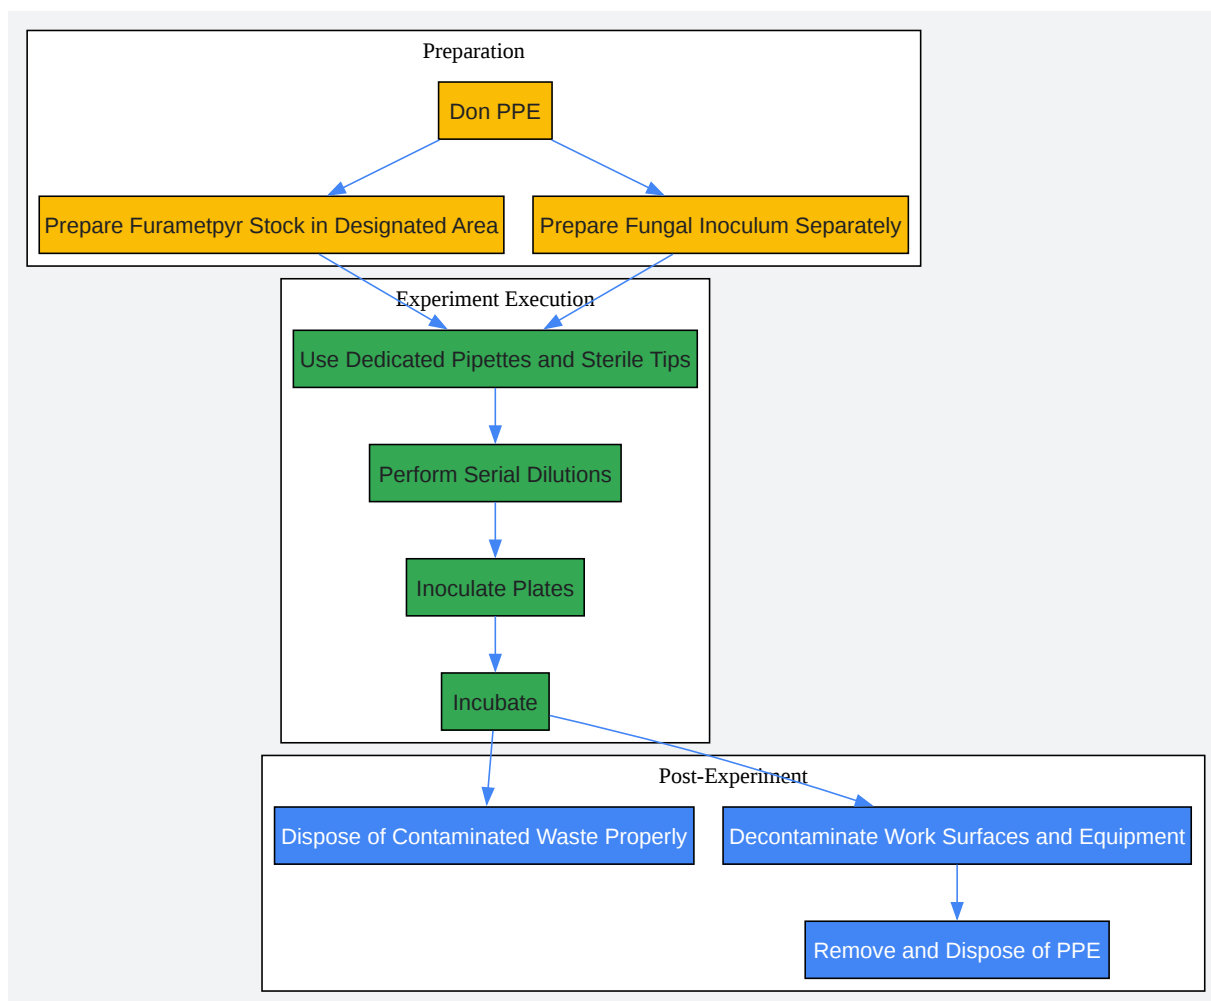 Preparation
Don PPE
Prepare Furametpyr Stock in Designated Area
Prepare Fungal Inoculum Separately
Experiment Execution
Use Dedicated Pipettes and Sterile Tips
Perform Serial Dilutions
Inoculate Plates
Incubate
Post-Experiment
Dispose of Contaminated Waste Properly
Decontaminate Work Surfaces and Equipment
Remove and Dispose of PPE